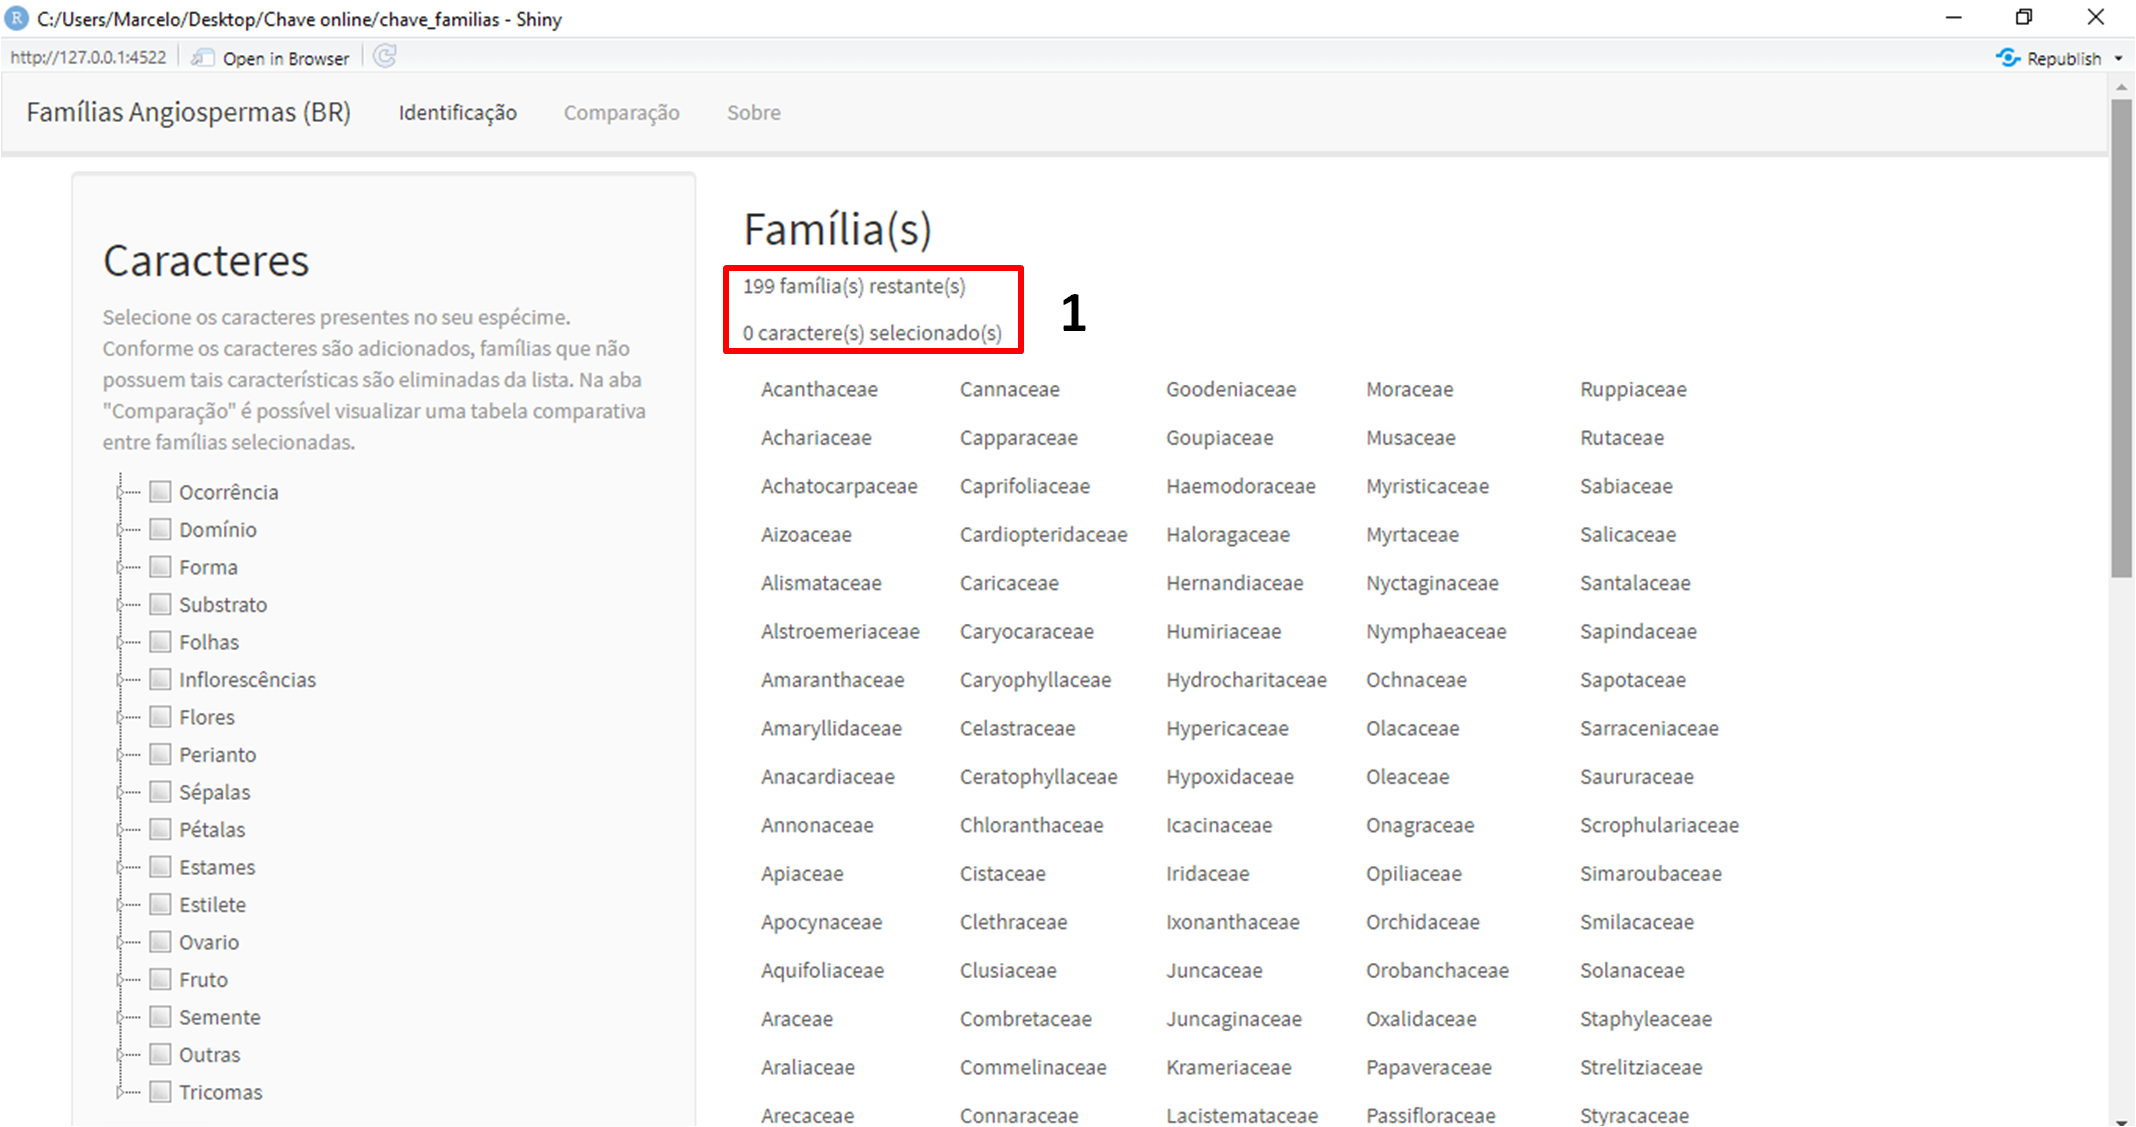 C:/Users/Marcelo/Desktop/Chave online/chave_familias - Shiny
http://127.0.0.1:4522 Open in Browser Republish
Famílias Angiospermas (BR) Identificação Comparação Sobre
Caracteres
Selecione os caracteres presentes no seu espécime.
Conforme os caracteres são adicionados, famílias que não
possuem tais características são eliminadas da lista. Na aba
"Comparação" é possível visualizar uma tabela comparativa
entre famílias selecionadas.
Ocorrência
Domínio
Forma
Substrato
Folhas
Inflorescências
Flores
Perianto
Sépalas
Pétalas
Estames
Estilete
Ovario
Fruto
Semente
Outras
Tricomas
Família(s)
199 família(s) restante(s)
0 caractere(s) selecionado(s)
1
Acanthaceae Cannaceae Goodeniaceae Moraceae Ruppiaceae
Achariaceae Capparaceae Goupiaceae Musaceae Rutaceae
Achatocarpaceae Caprifoliaceae Haemodoraceae Myristicaceae Sabiaceae
Aizoaceae Cardiopteridaceae Haloragaceae Myrtaceae Salicaceae
Alismataceae Caricaceae Hernandiaceae Nyctaginaceae Santalaceae
Alstroemeriaceae Caryocaraceae Humiriaceae Nymphaeaceae Sapindaceae
Amaranthaceae Caryophyllaceae Hydrocharitaceae Ochnaceae Sapotaceae
Amaryllidaceae Celastraceae Hypericaceae Olacaceae Sarraceniaceae
Anacardiaceae Ceratophyllaceae Hypoxidaceae Oleaceae Saururaceae
Annonaceae Chloranthaceae Icacinaceae Onagraceae Scrophulariaceae
Apiaceae Cistaceae Iridaceae Opiliaceae Simaroubaceae
Apocynaceae Clethraceae Ixonanthaceae Orchidaceae Smilacaceae
Aquifoliaceae Clusiaceae Juncaceae Orobanchaceae Solanaceae
Araceae Combretaceae Juncaginaceae Oxalidaceae Staphyleaceae
Araliaceae Commelinaceae Krameriaceae Papaveraceae Strelitziaceae
Arecaceae Connaraceae Lacistemataceae Passifloraceae Styracaceae